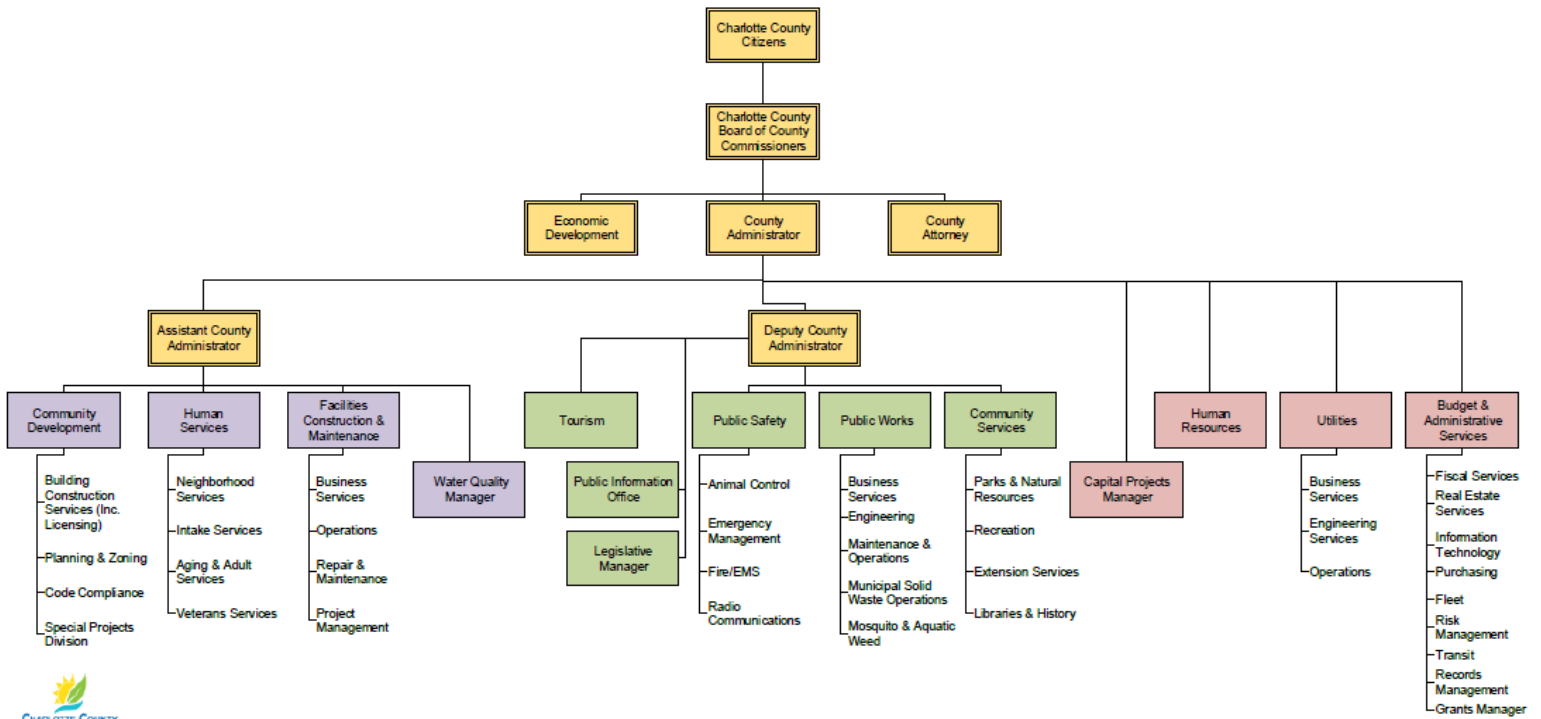 Charlotte County
Citizens
Charlotte County
Board of County
Commissioners
Economic
Development
County
Administrator
County
Attorney
Assistant County
Administrator
Deputy County
Administrator
Community
Development
Human
Services
Facilities
Construction &
Maintenance
Water Quality
Manager
Tourism
Public Information
Office
Legislative
Manager
Public Safety
Public Works
Community
Services
Capital Projects
Manager
Human
Resources
Utilities
Budget &
Administrative
Services
Building
Construction
Services (Inc.
Licensing)
Planning & Zoning
Code Compliance
Special Projects
Division
Neighborhood
Services
Intake Services
Aging & Adult
Services
Veterans Services
Business
Services
Operations
Repair &
Maintenance
Project
Management
Animal Control
Emergency
Management
Fire/EMS
Radio
Communications
Business
Services
Engineering
Maintenance &
Operations
Municipal Solid
Waste Operations
Mosquito & Aquatic
Weed
Parks & Natural
Resources
Recreation
Extension Services
Libraries & History
Business
Services
Engineering
Services
Operations
Fiscal Services
Real Estate
Services
Information
Technology
Purchasing
Fleet
Risk
Management
Transit
Records
Management
Grants Manager
CHARLOTTE COUNTY